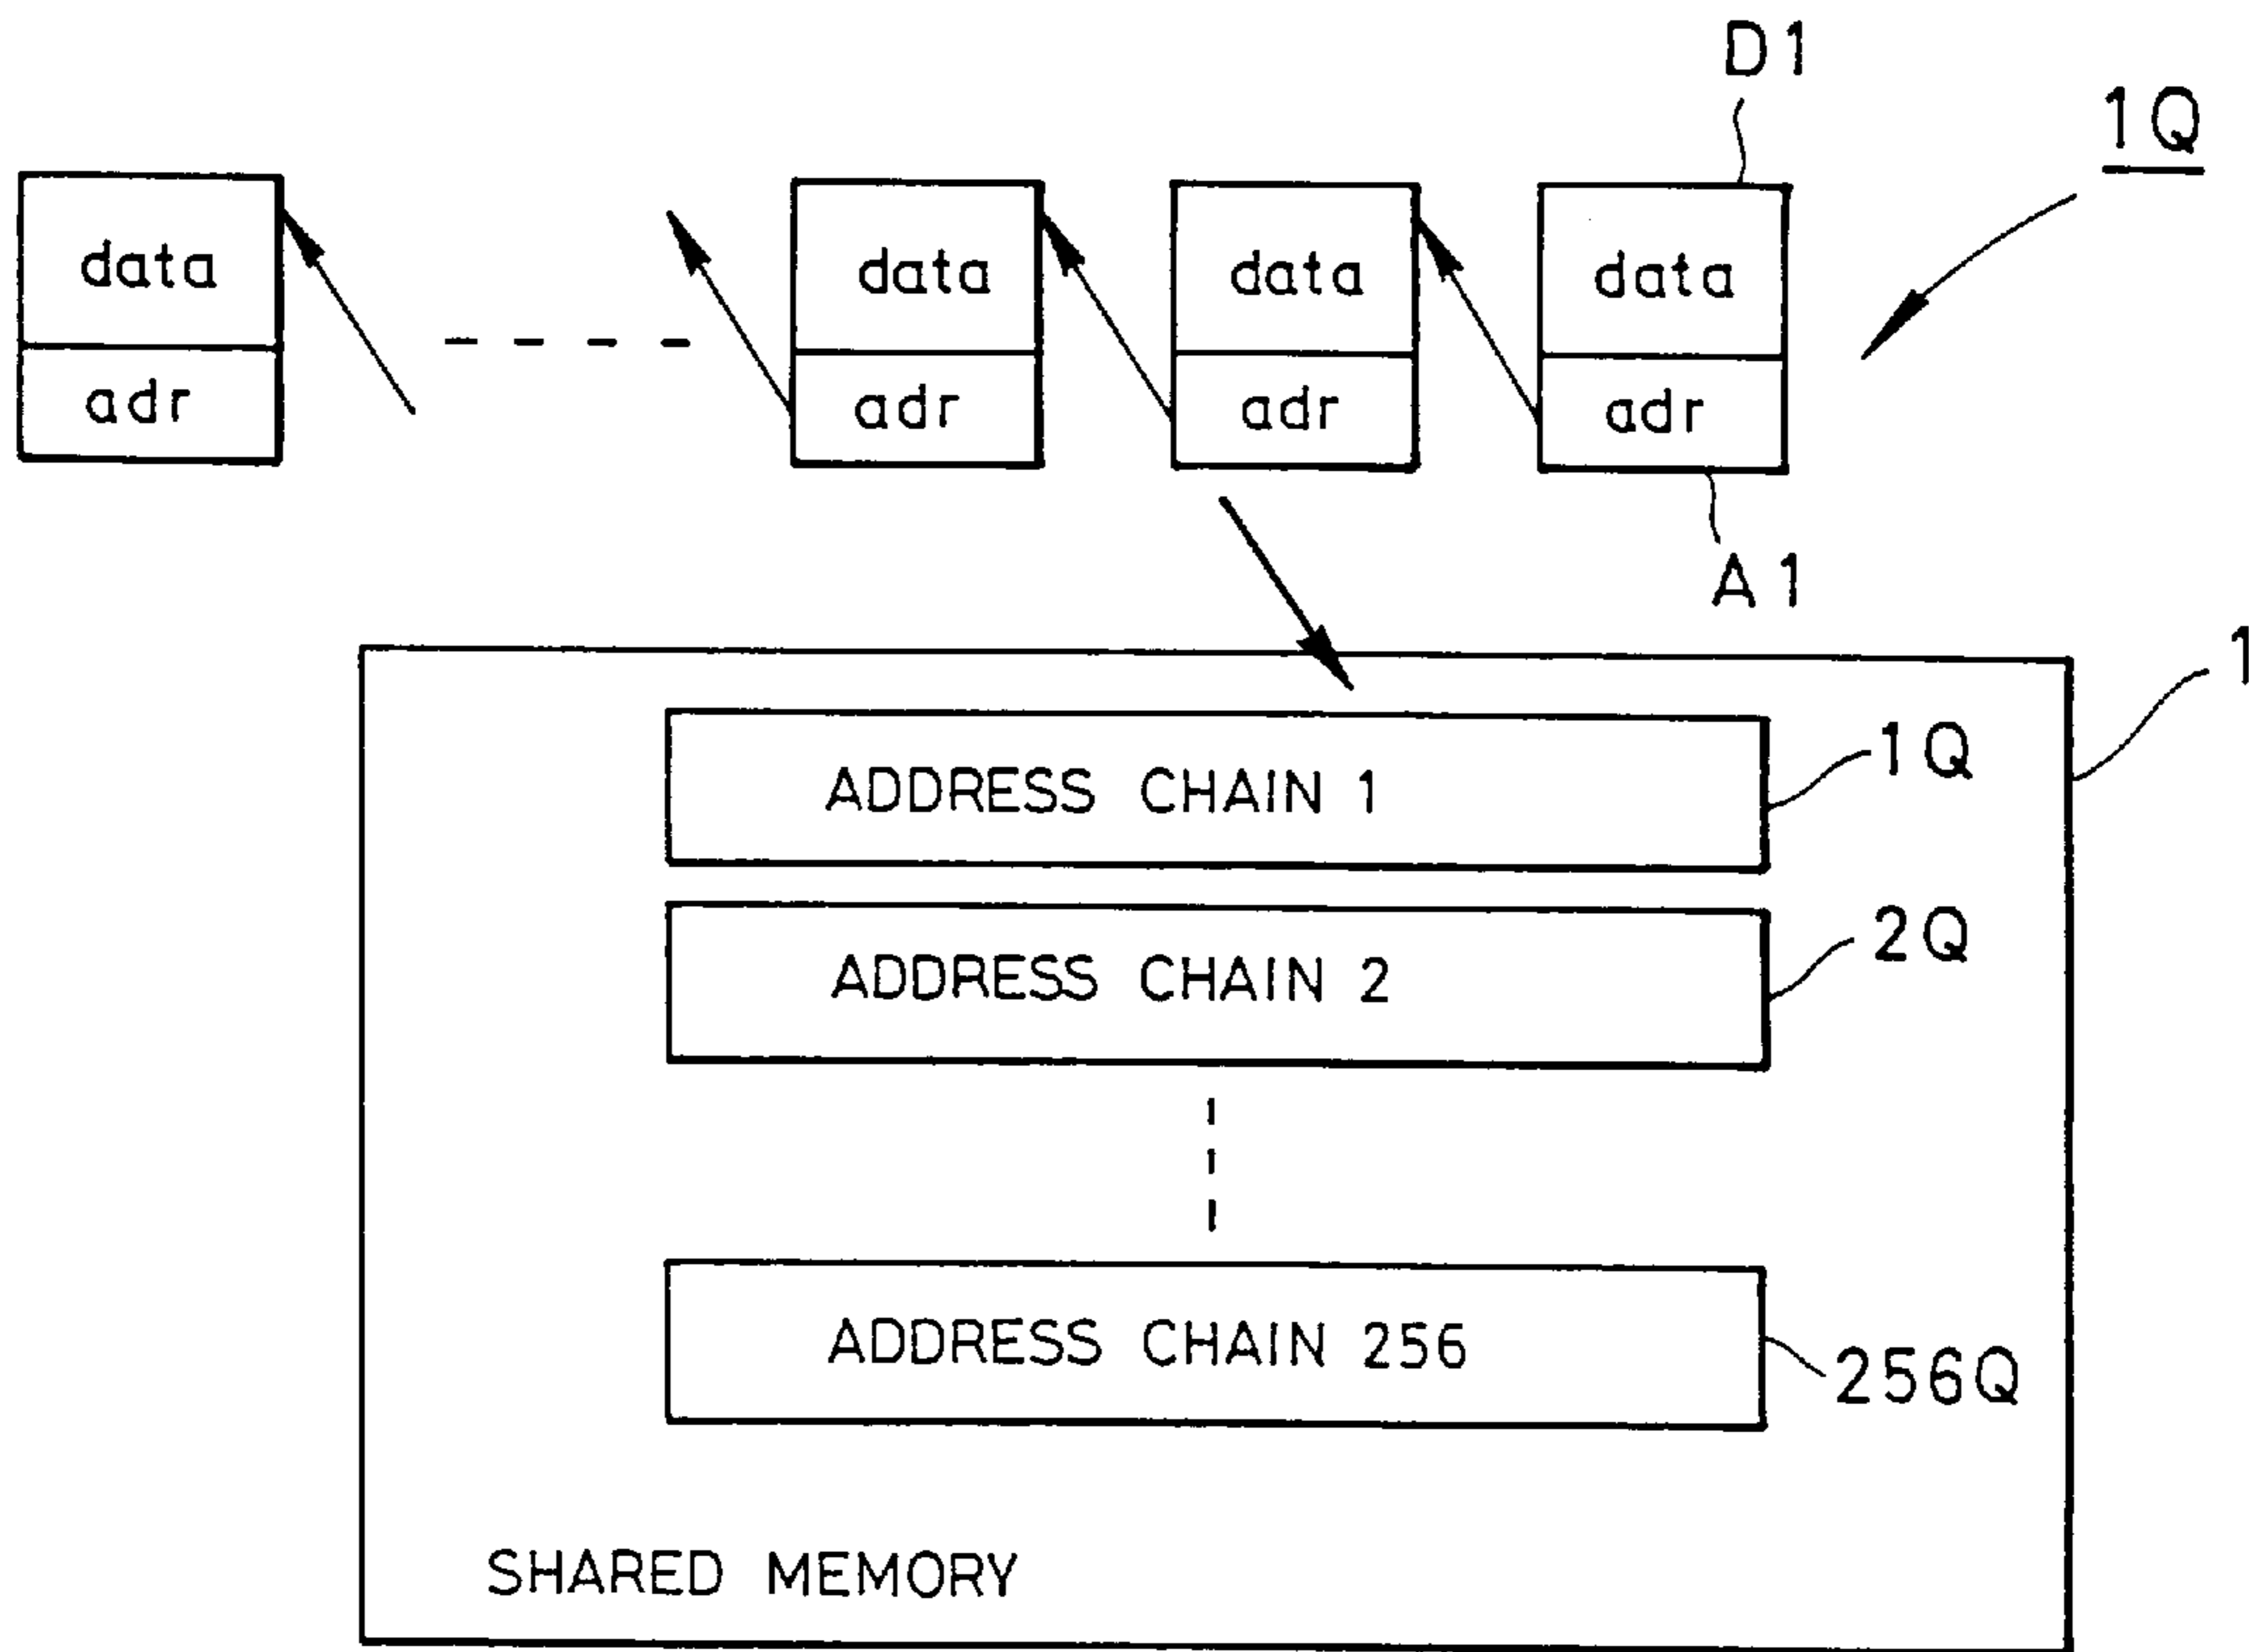 D1
1Q
data data data data
adr adr adr adr
A1
1
ADDRESS CHAIN 1
1Q
ADDRESS CHAIN 2
2Q
ADDRESS CHAIN 256
256Q
SHARED MEMORY